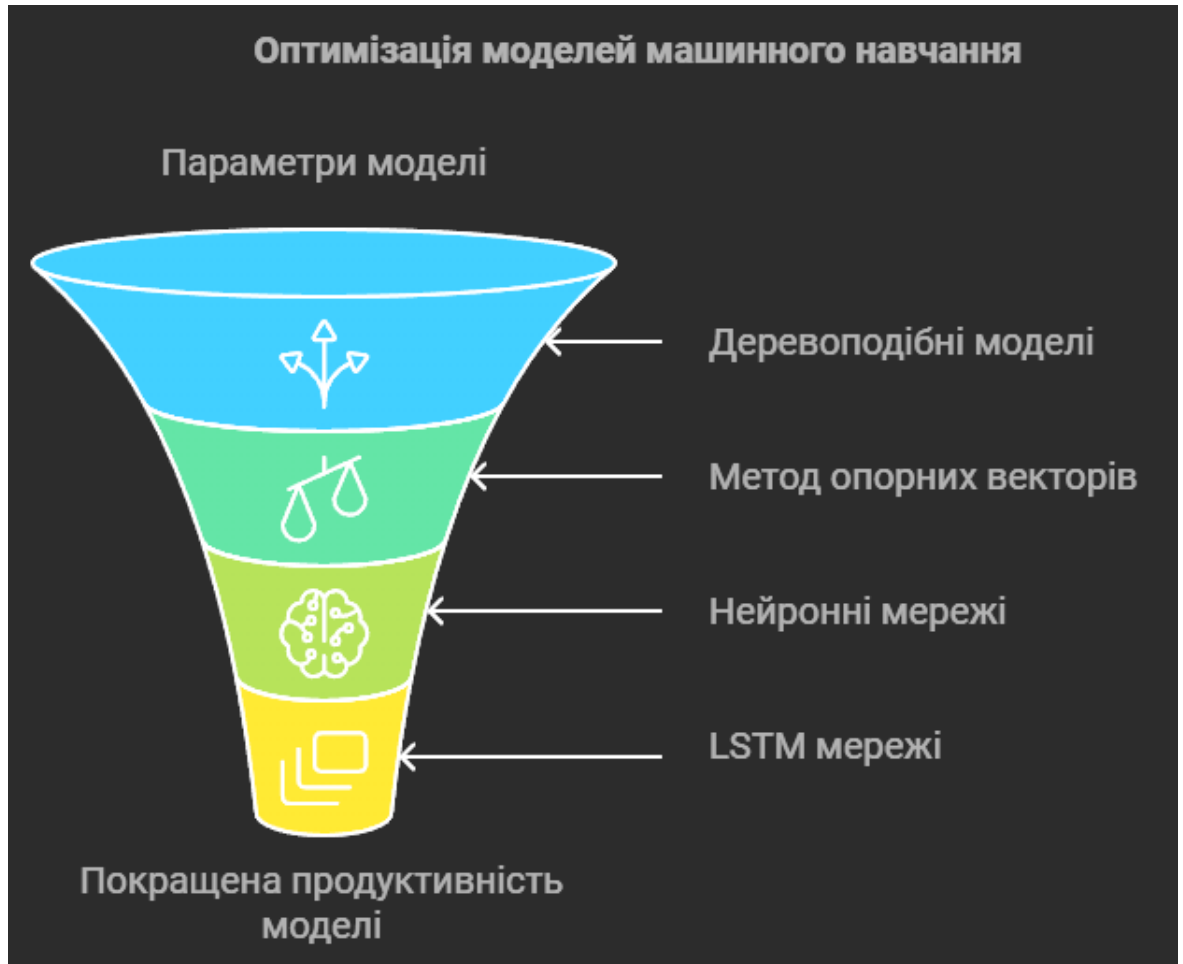 Оптимізація моделей машинного навчання
Параметри моделі
Деревоподібні моделі
Метод опорних векторів
Нейронні мережі
LSTM мережі
Покращена продуктивність
моделі